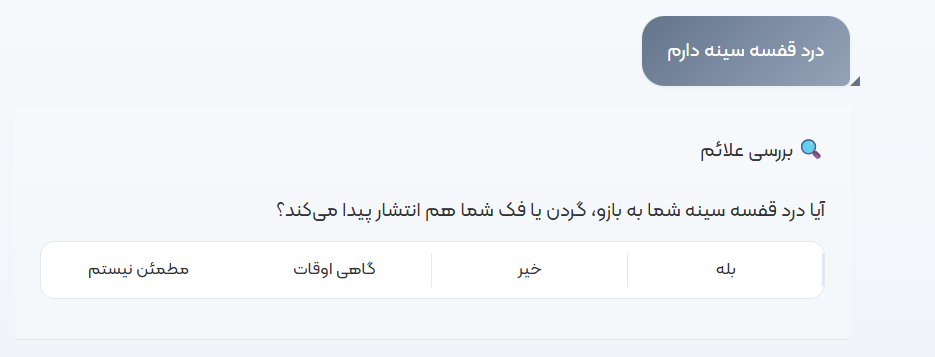 درد قفسه سینه دارم
بررسی علائم
آیا درد قفسه سینه شما به بازو، گردن یا فک شما هم انتشار پیدا می‌کند؟
بله
خیر
گاهی اوقات
مطمئن نیستم